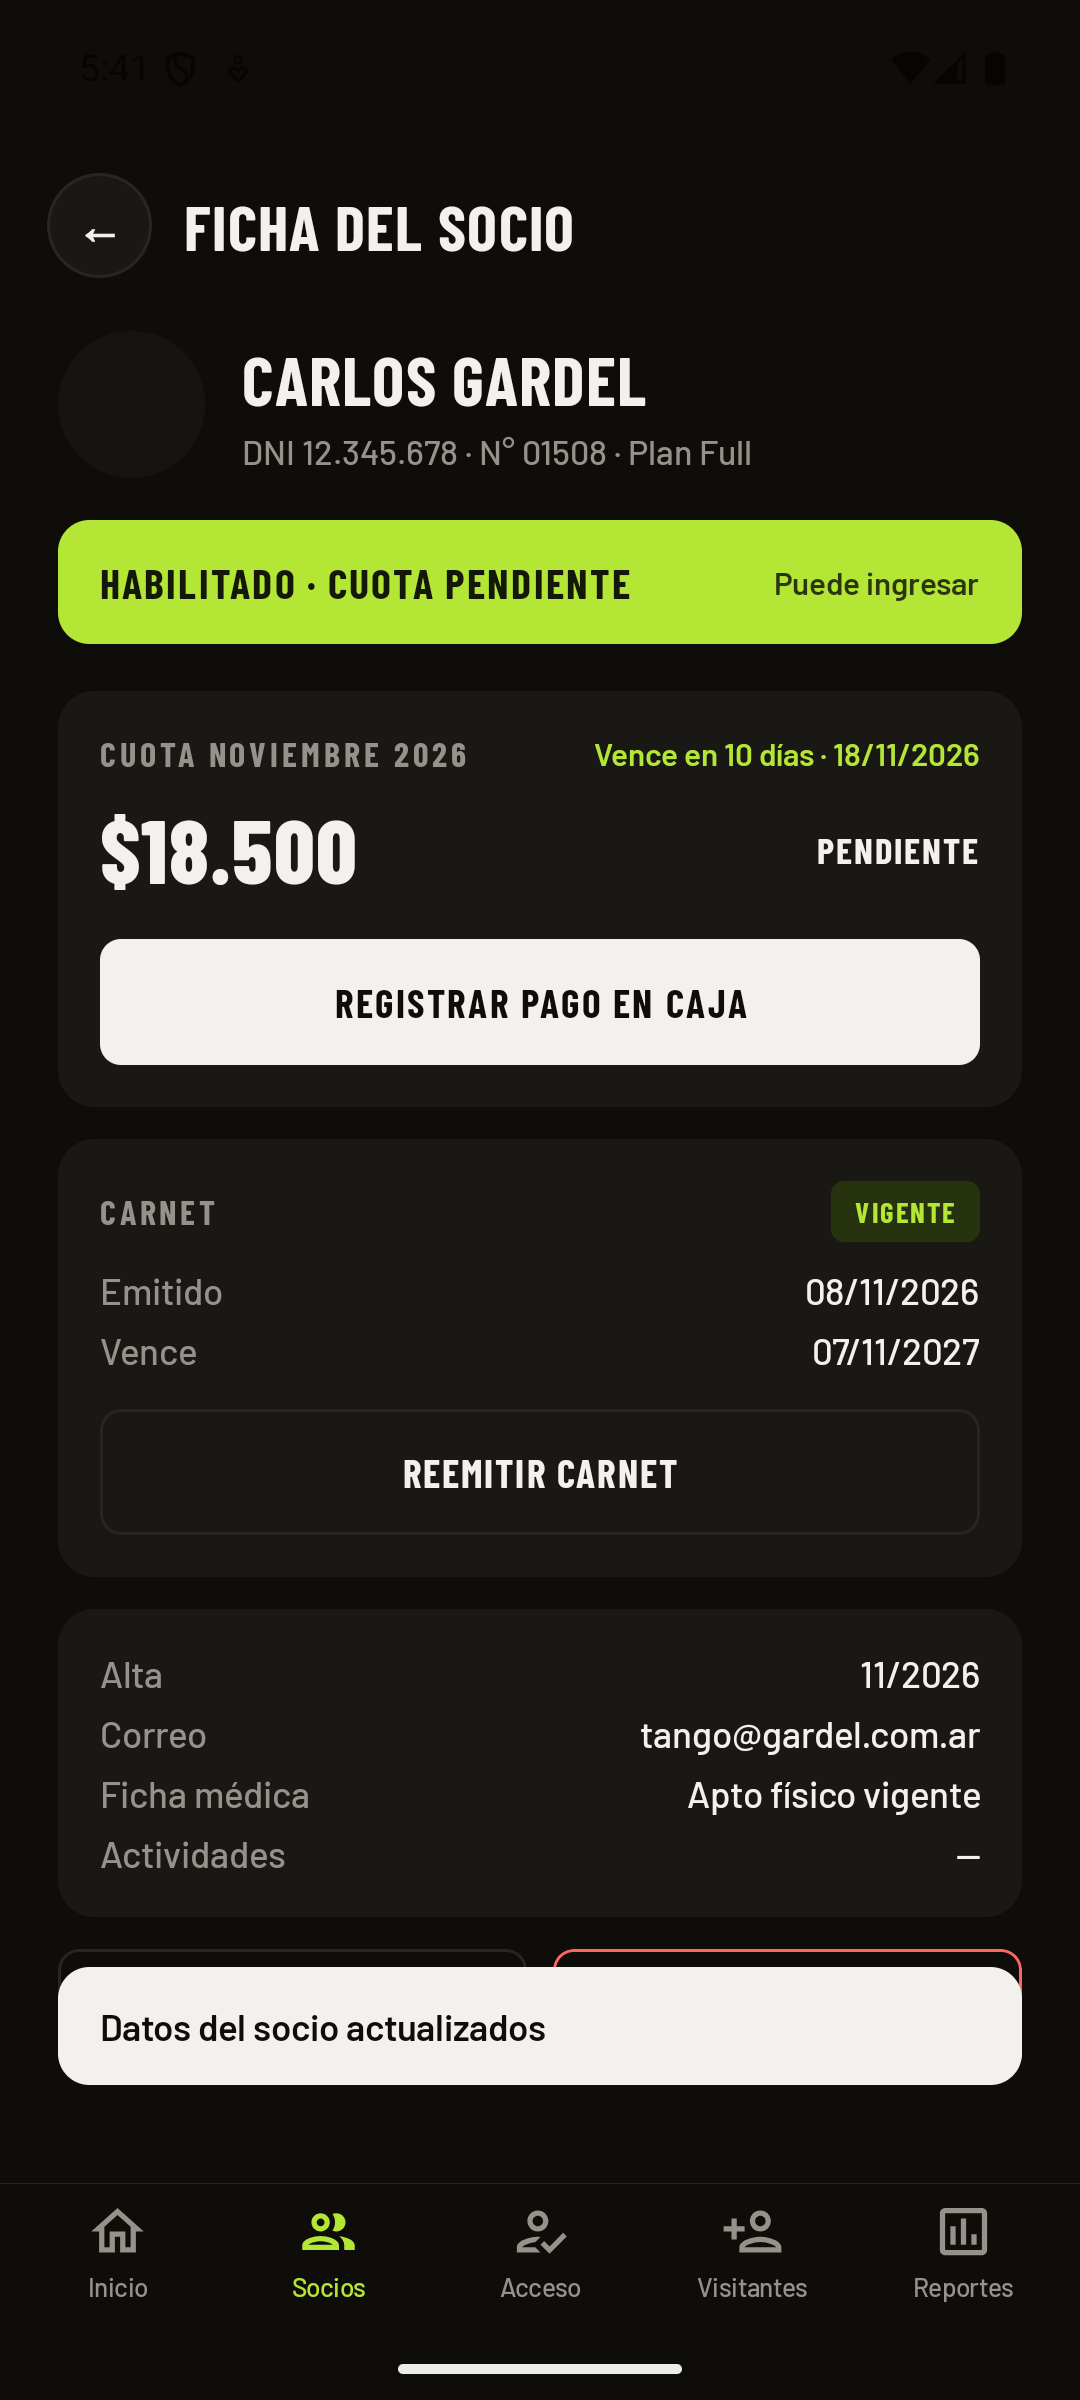 5:41
FICHA DEL SOCIO
CARLOS GARDEL
DNI 12.345.678 · N° 01508 · Plan Full
HABILITADO · CUOTA PENDIENTE
Puede ingresar
CUOTA NOVIEMBRE 2026
Vence en 10 días · 18/11/2026
$18.500
PENDIENTE
REGISTRAR PAGO EN CAJA
CARNET
VIGENTE
Emitido
08/11/2026
Vence
07/11/2027
REEMITIR CARNET
Alta
11/2026
Correo
tango@gardel.com.ar
Ficha médica
Apto físico vigente
Actividades
—
Datos del socio actualizados
Inicio
Socios
Acceso
Visitantes
Reportes